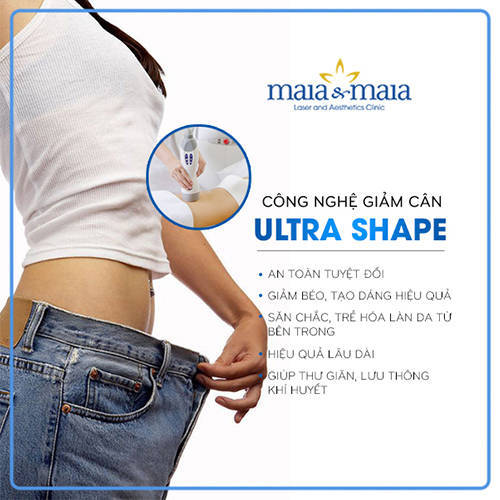 maia&maia
Laser and Aesthetics Clinic
CÔNG NGHỆ GIẢM CÂN
ULTRA SHAPE
• AN TOÀN TUYỆT ĐỐI
• GIẢM BÉO, TẠO DÁNG HIỆU QUẢ
• SĂN CHẮC, TRẺ HÓA LÀN DA TỪ
BÊN TRONG
• HIỆU QUẢ LÂU DÀI
• GIÚP THƯ GIÃN, LƯU THÔNG
KHÍ HUYẾT